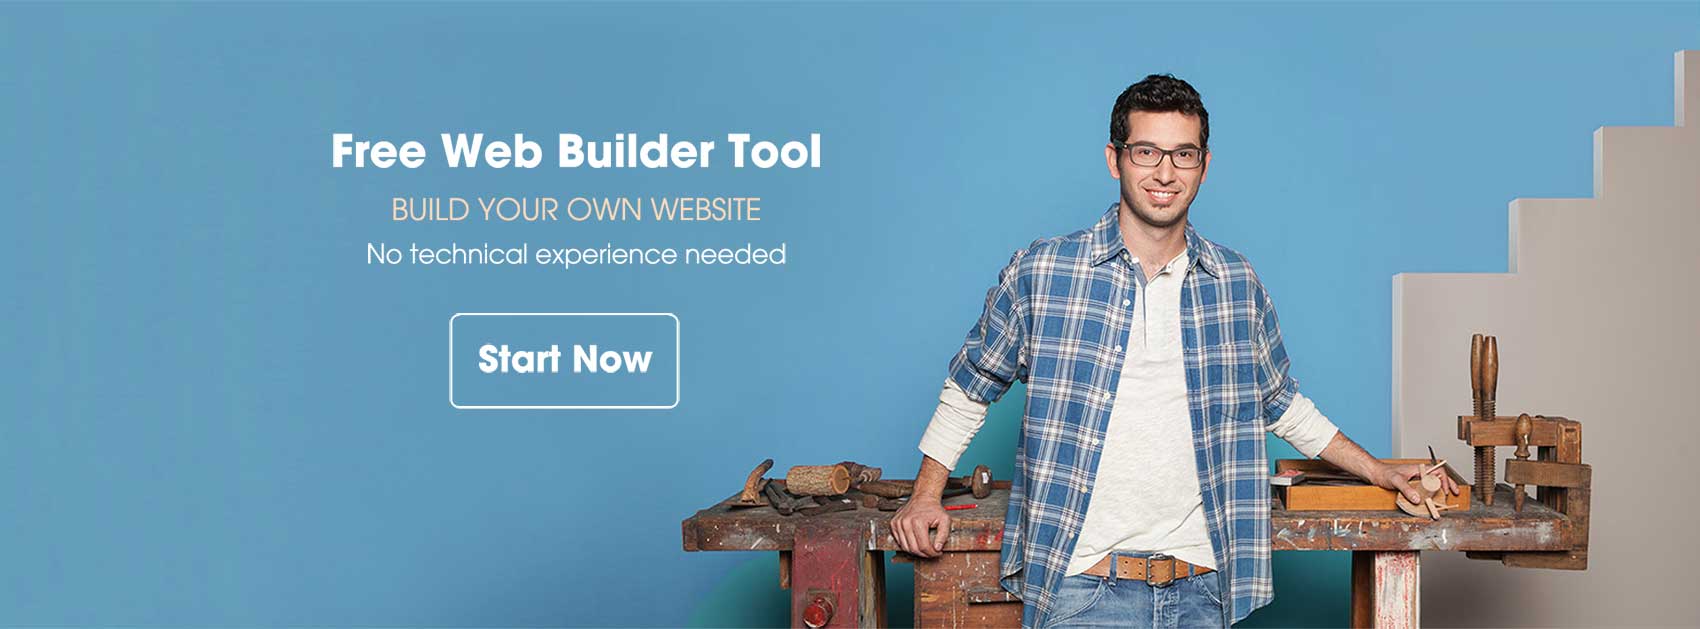 Free Web Builder Tool
BUILD YOUR OWN WEBSITE
No technical experience needed
Start Now